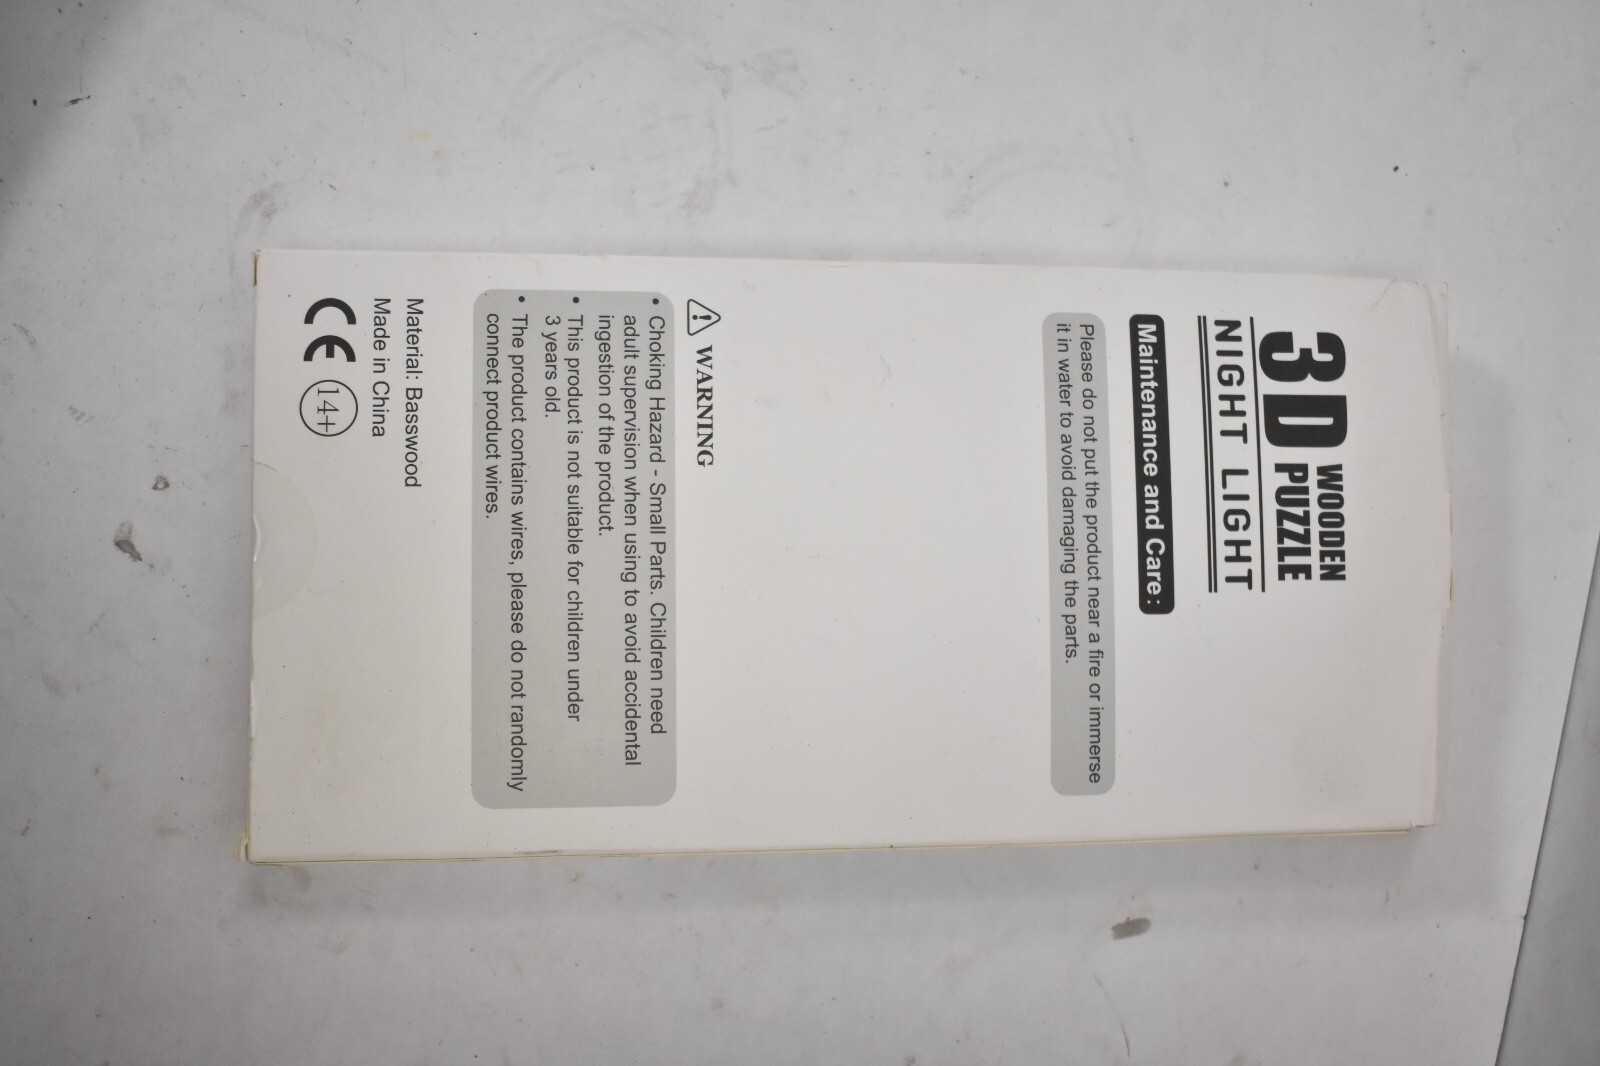 3D WOODEN PUZZLE
NIGHT LIGHT
Maintenance and Care:
Please do not put the product near a fire or immerse
it in water to avoid damaging the parts.
WARNING
• Choking Hazard - Small Parts. Children need
adult supervision when using to avoid accidental
ingestion of the product.
• This product is not suitable for children under
3 years old.
• The product contains wires, please do not randomly
connect product wires.
Material: Basswood
Made in China
CE 14+